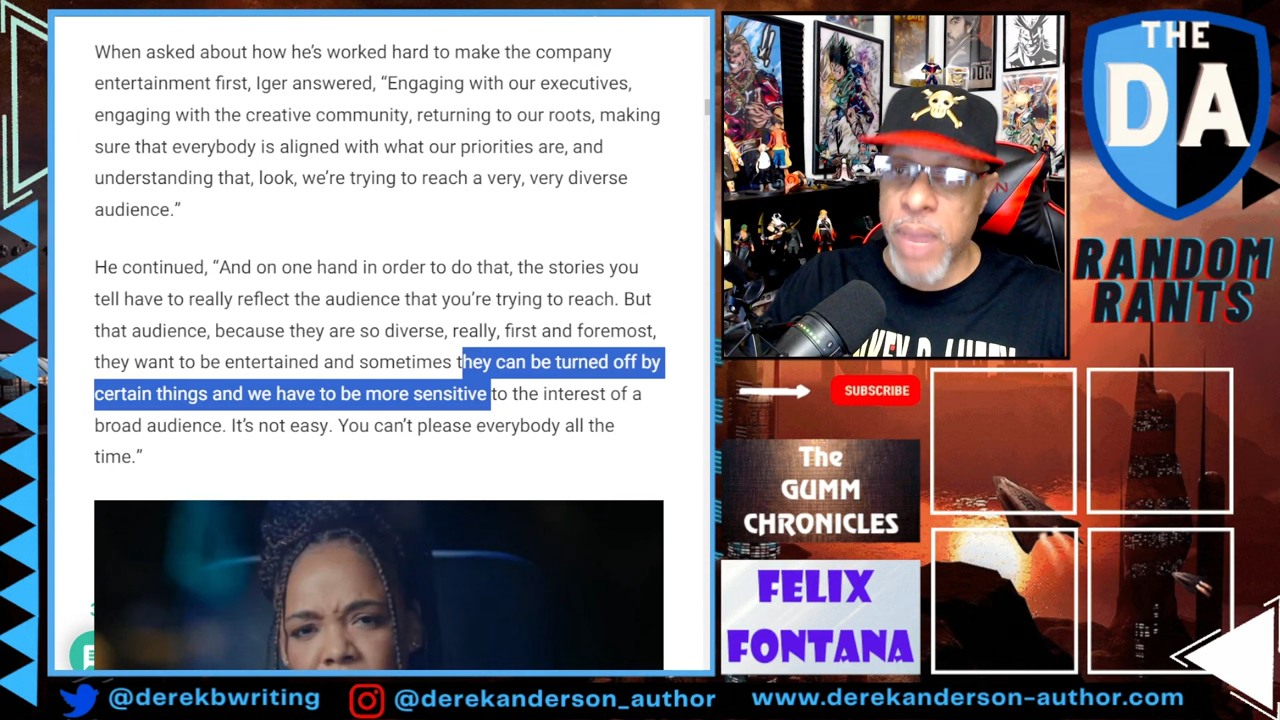 When asked about how he's worked hard to make the company
entertainment first, Iger answered, “Engaging with our executives,
engaging with the creative community, returning to our roots, making
sure that everybody is aligned with what our priorities are, and
understanding that, look, we're trying to reach a very, very diverse
audience.”
He continued, “And on one hand in order to do that, the stories you
tell have to really reflect the audience that you're trying to reach. But
that audience, because they are so diverse, really, first and foremost,
they want to be entertained and sometimes they can be turned off by
certain things and we have to be more sensitive to the interest of a
broad audience. It's not easy. You can't please everybody all the
time.”
THE
DA
RANDOM
RANTS
SUBSCRIBE
The
GUMM
CHRONICLES
FELIX
FONTANA
@derekbwriting
@derekanderson_author
www.derekanderson-author.com